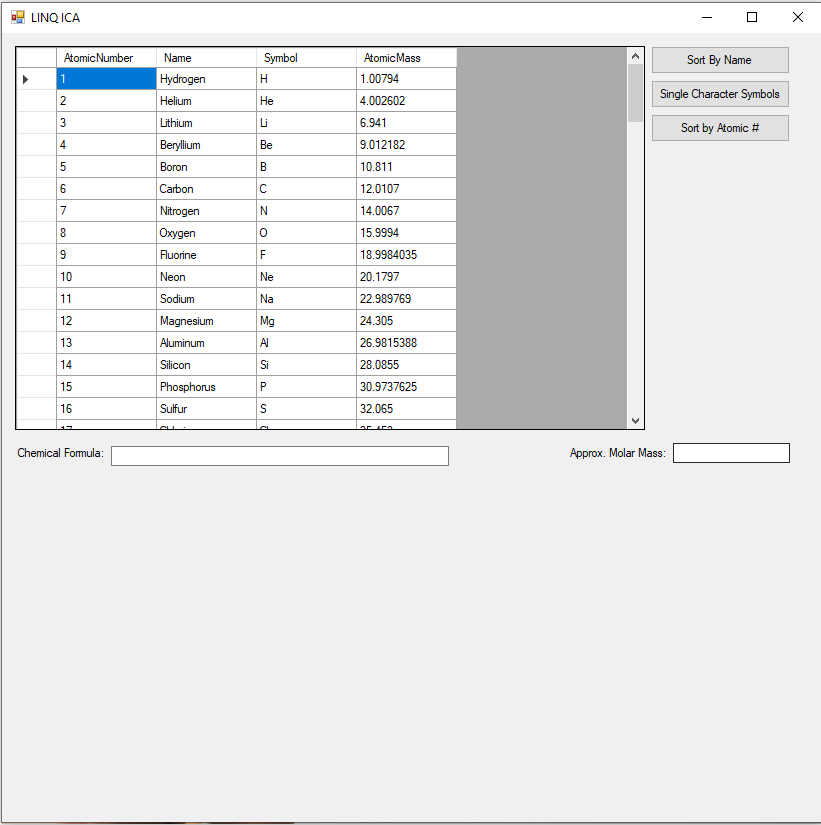 LINQ ICA
AtomicNumber Name Symbol AtomicMass
1 Hydrogen H 1.00794
2 Helium He 4.002602
3 Lithium Li 6.941
4 Beryllium Be 9.012182
5 Boron B 10.811
6 Carbon C 12.0107
7 Nitrogen N 14.0067
8 Oxygen O 15.9994
9 Fluorine F 18.9984035
10 Neon Ne 20.1797
11 Sodium Na 22.989769
12 Magnesium Mg 24.305
13 Aluminum Al 26.9815388
14 Silicon Si 28.0855
15 Phosphorus P 30.9737625
16 Sulfur S 32.065
Sort By Name
Single Character Symbols
Sort by Atomic #
Chemical Formula:
Approx. Molar Mass: